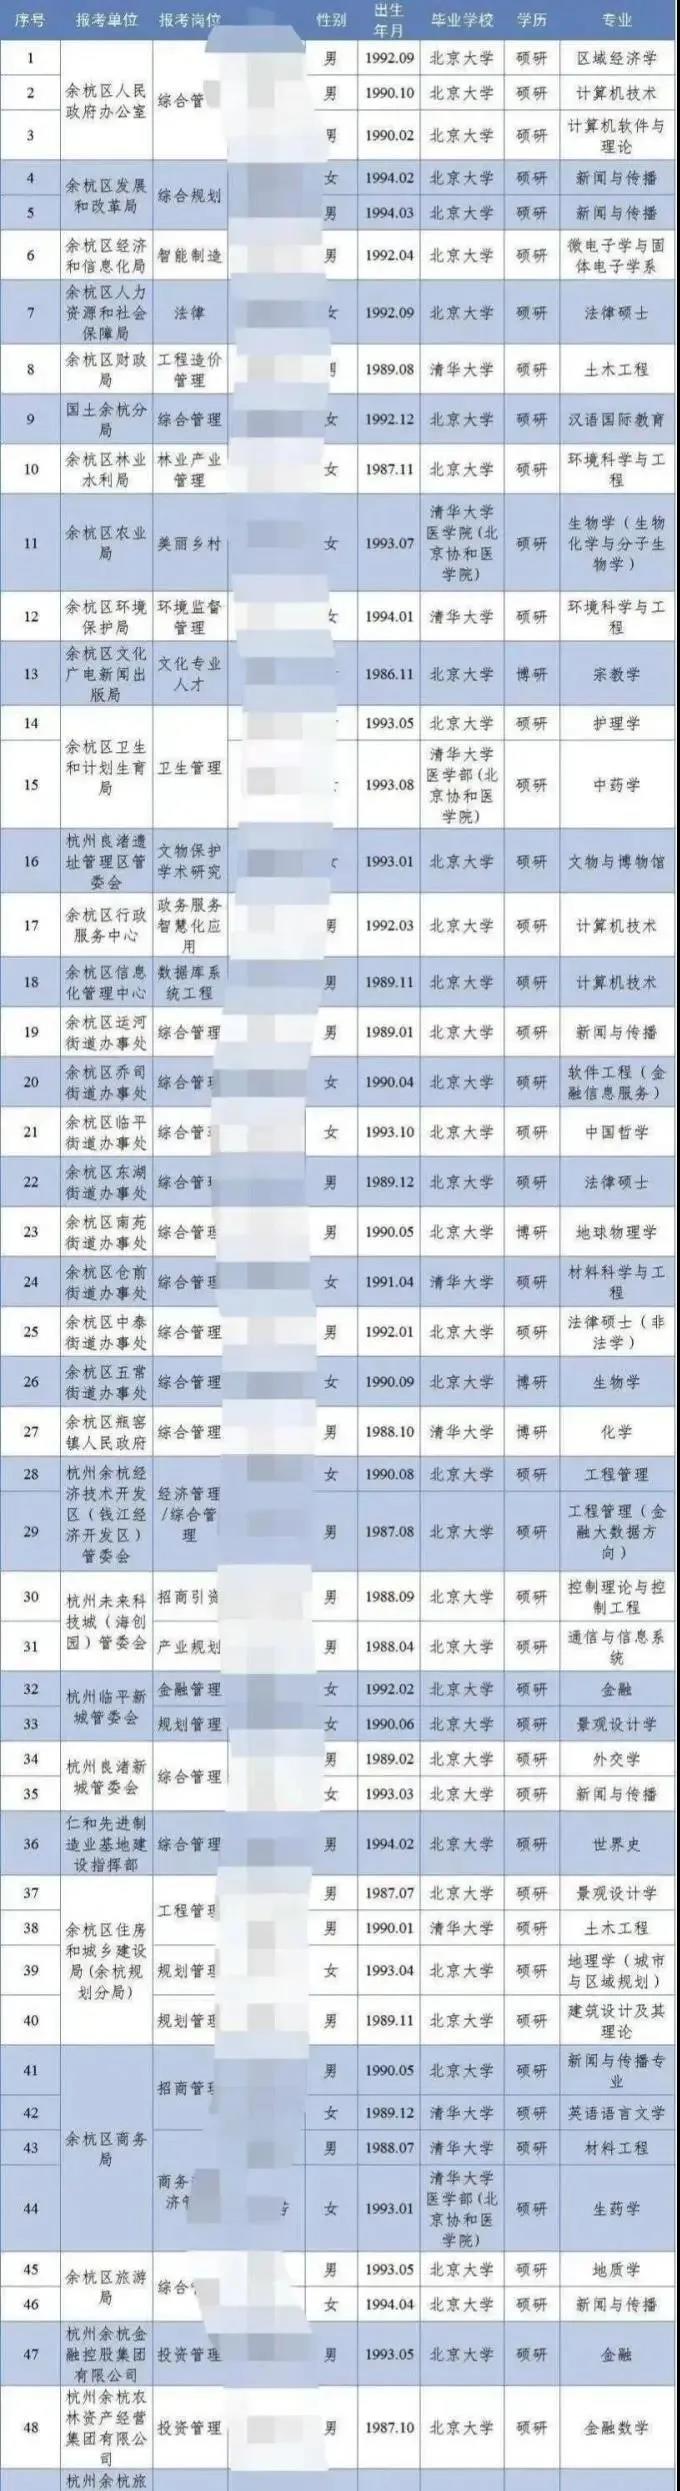 序号 报考单位 报考岗位 性别 出生年月 毕业学校 学历 专业
1 余杭区人民政府办公室 综合管 男 1992.09 北京大学 硕研 区域经济学
2 男 1990.10 北京大学 硕研 计算机技术
3 男 1990.02 北京大学 硕研 计算机软件与理论
4 余杭区发展和改革局 综合规划 女 1994.02 北京大学 硕研 新闻与传播
5 男 1994.03 北京大学 硕研 新闻与传播
6 余杭区经济和信息化局 智能制造 男 1992.04 北京大学 硕研 微电子学与固体电子学系
7 余杭区人力资源和社会保障局 法律 女 1992.09 北京大学 硕研 法律硕士
8 余杭区财政局 工程造价管理 男 1989.08 清华大学 硕研 土木工程
9 国土余杭分局 综合管理 女 1992.12 北京大学 硕研 汉语国际教育
10 余杭区林业水利局 林业产业管理 女 1987.11 北京大学 硕研 环境科学与工程
11 余杭区农业局 美丽乡村 女 1993.07 清华大学医学院(北京协和医学院) 硕研 生物学（生物化学与分子生物学）
12 余杭区环境保护局 环境监督管理 女 1994.01 清华大学 硕研 环境科学与工程
13 余杭区文化广电新闻出版局 文化专业人才 1986.11 北京大学 博研 宗教学
14 余杭区卫生和计划生育局 卫生管理 1993.05 北京大学 硕研 护理学
15 女 1993.08 清华大学医学部(北京协和医学院) 硕研 中药学
16 杭州良渚遗址管理区管委会 文物保护学术研究 女 1993.01 北京大学 硕研 文物与博物馆
17 余杭区行政服务中心 政务服务智慧化应用 男 1992.03 北京大学 硕研 计算机技术
18 余杭区信息化管理中心 数据库系统工程 男 1989.11 北京大学 硕研 计算机技术
19 余杭区运河街道办事处 综合管理 男 1989.01 北京大学 硕研 新闻与传播
20 余杭区乔司街道办事处 综合管理 女 1990.04 北京大学 硕研 软件工程（金融信息服务）
21 余杭区临平街道办事处 综合管理 女 1993.10 北京大学 硕研 中国哲学
22 余杭区东湖街道办事处 综合管理 男 1989.12 北京大学 硕研 法律硕士
23 余杭区南苑街道办事处 综合管理 男 1990.05 北京大学 博研 地球物理学
24 余杭区仓前街道办事处 综合管理 女 1991.04 清华大学 硕研 材料科学与工程
25 余杭区中泰街道办事处 综合管理 男 1992.01 北京大学 硕研 法律硕士（非法学）
26 余杭区五常街道办事处 综合管理 女 1990.09 北京大学 博研 生物学
27 余杭区瓶窑镇人民政府 综合管理 男 1988.10 清华大学 博研 化学
28 杭州余杭经济技术开发区（钱江经济开发区）管委会 经济管理/综合管理 女 1990.08 北京大学 硕研 工程管理
29 男 1987.08 北京大学 硕研 工程管理（金融大数据方向）
30 杭州未来科技城（海创园）管委会 招商引资 男 1988.09 北京大学 硕研 控制理论与控制工程
31 产业规划 男 1988.04 北京大学 硕研 通信与信息系统
32 杭州临平新城管委会 金融管理 女 1992.02 北京大学 硕研 金融
33 规划管理 女 1990.06 北京大学 硕研 景观设计学
34 杭州良渚新城管委会 综合管理 男 1989.02 北京大学 硕研 外交学
35 女 1993.03 北京大学 硕研 新闻与传播
36 仁和先进制造业基地建设指挥部 综合管理 男 1994.02 北京大学 硕研 世界史
37 余杭区住房和城乡建设局(余杭规划分局) 工程管理 男 1987.07 北京大学 硕研 景观设计学
38 男 1990.01 清华大学 硕研 土木工程
39 规划管理 女 1993.04 北京大学 硕研 地理学（城市与区域规划）
40 规划管理 男 1989.11 北京大学 硕研 建筑设计及其理论
41 余杭区商务局 招商管理 男 1990.05 北京大学 硕研 新闻与传播专业
42 女 1989.12 清华大学 硕研 英语语言文学
43 商务 男 1988.07 清华大学 硕研 材料工程
44 女 1993.01 清华大学医学部(北京协和医学院) 硕研 生药学
45 余杭区旅游局 综合 男 1993.05 北京大学 硕研 地质学
46 女 1994.04 北京大学 硕研 新闻与传播
47 杭州余杭金融控股集团有限公司 投资管理 男 1993.05 北京大学 硕研 金融
48 杭州余杭农林资产经营集团有限公司 投资管理 男 1987.10 北京大学 硕研 金融数学
杭州余杭旅